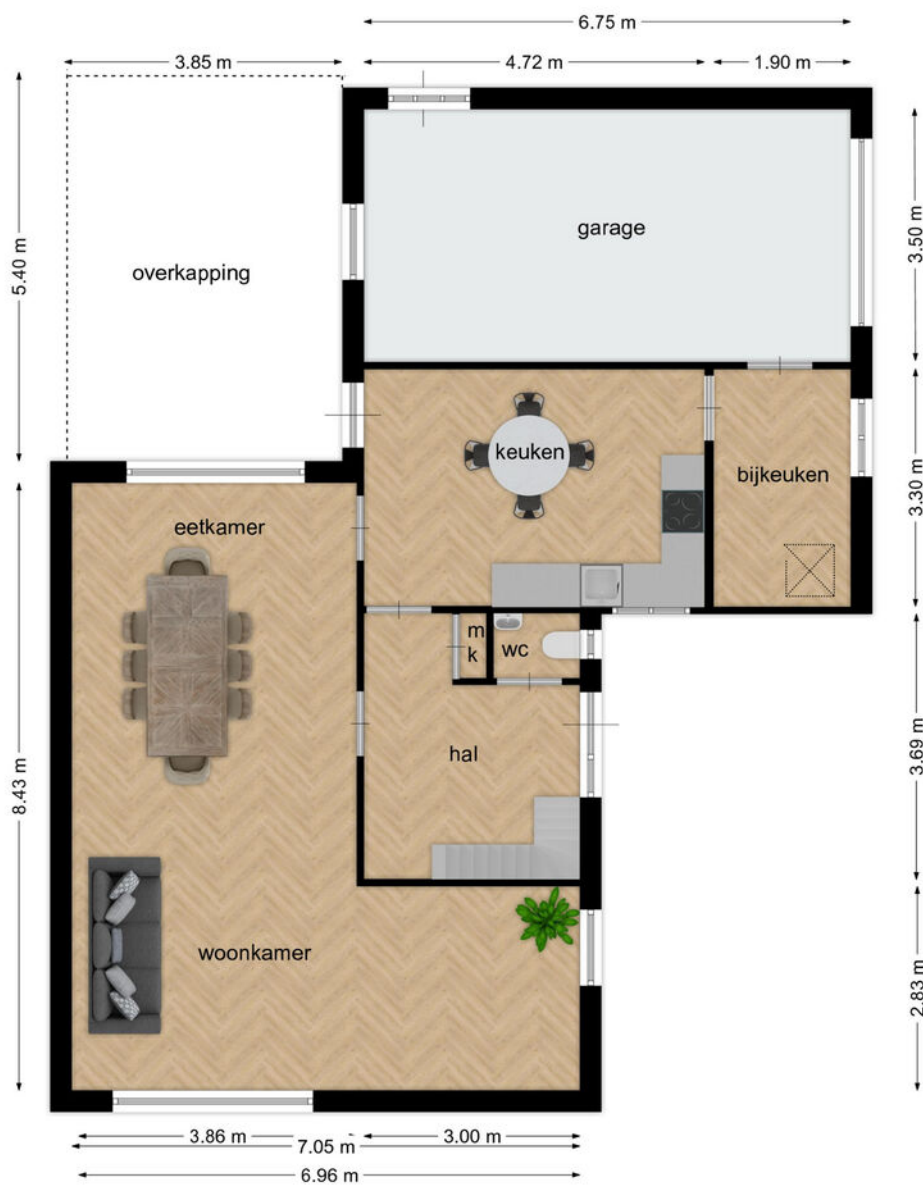 6.75 m
3.85 m
4.72 m
1.90 m
5.40 m
3.50 m
garage
overkapping
keuken
bijkeuken
3.30 m
eetkamer
m
k
wc
hal
3.69 m
8.43 m
woonkamer
2.83 m
3.86 m
3.00 m
7.05 m
6.96 m